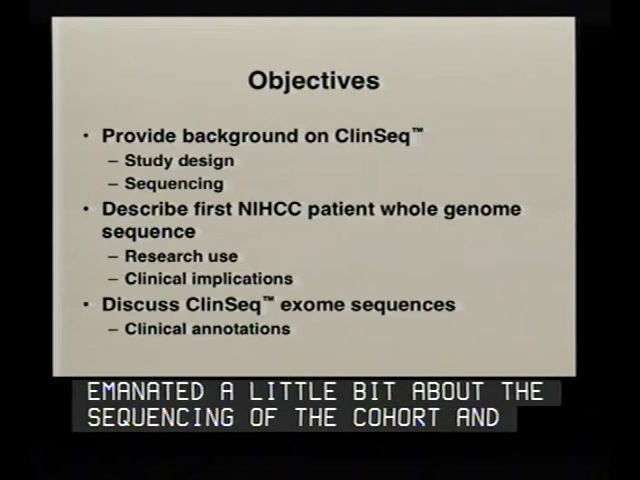 Objectives
• Provide background on ClinSeq™
– Study design
– Sequencing
• Describe first NIHCC patient whole genome
sequence
– Research use
– Clinical implications
• Discuss ClinSeq™ exome sequences
– Clinical annotations
EMANATED A LITTLE BIT ABOUT THE
SEQUENCING OF THE COHORT AND